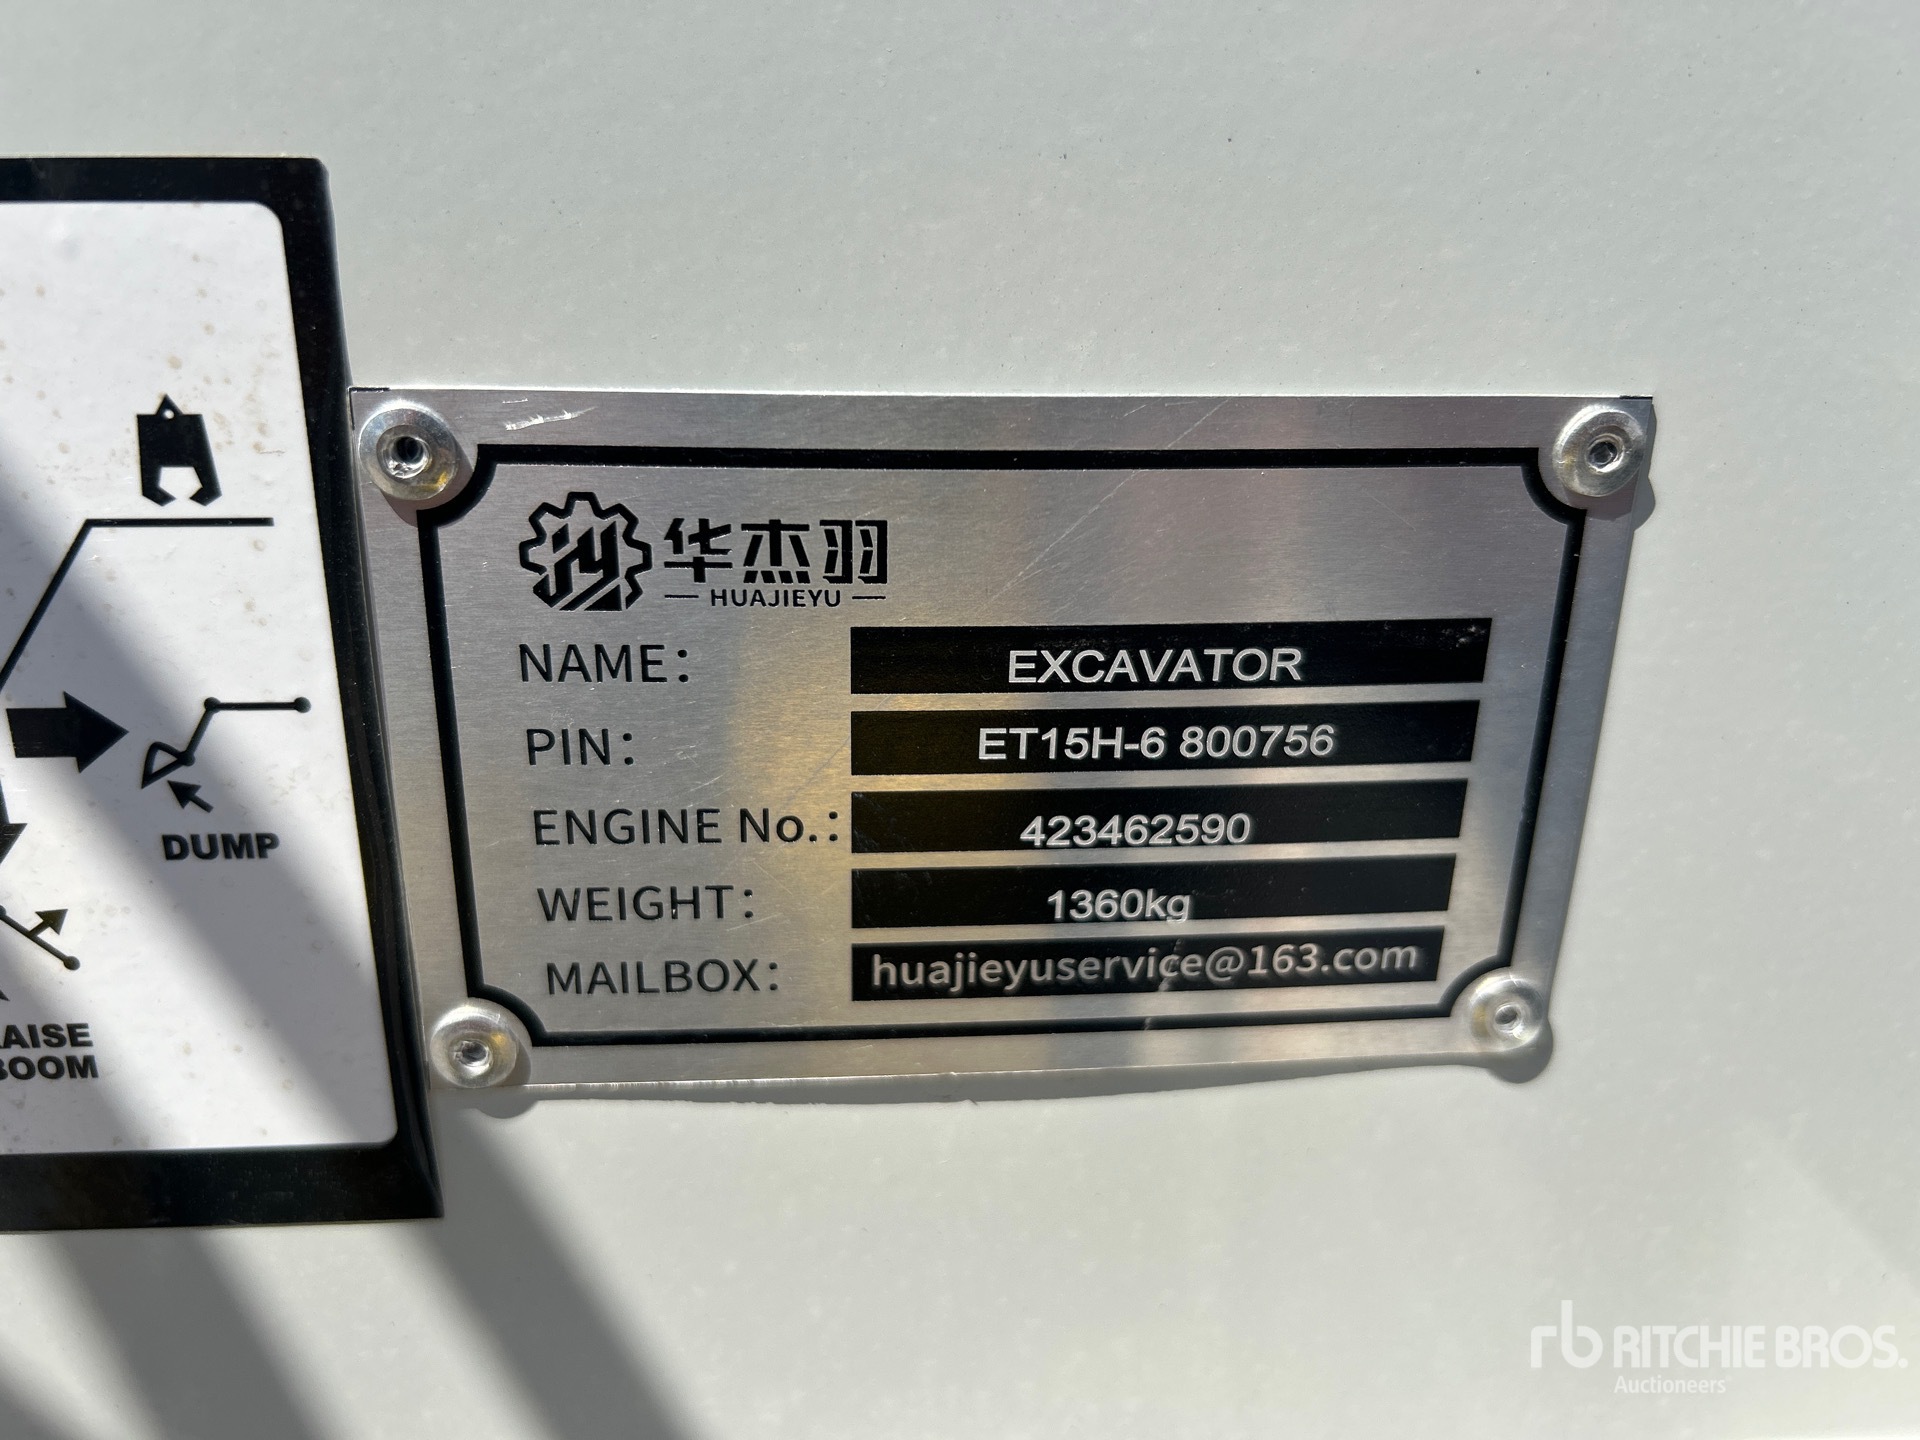 华杰羽
HUAJIEYU
NAME: EXCAVATOR
PIN: ET15H-6 800756
ENGINE No.: 423462590
WEIGHT: 1360kg
MAILBOX: huajieyuservice@163.com
DUMP
AISE
BOOM
rb RITCHIE BROS.
Auctioneers